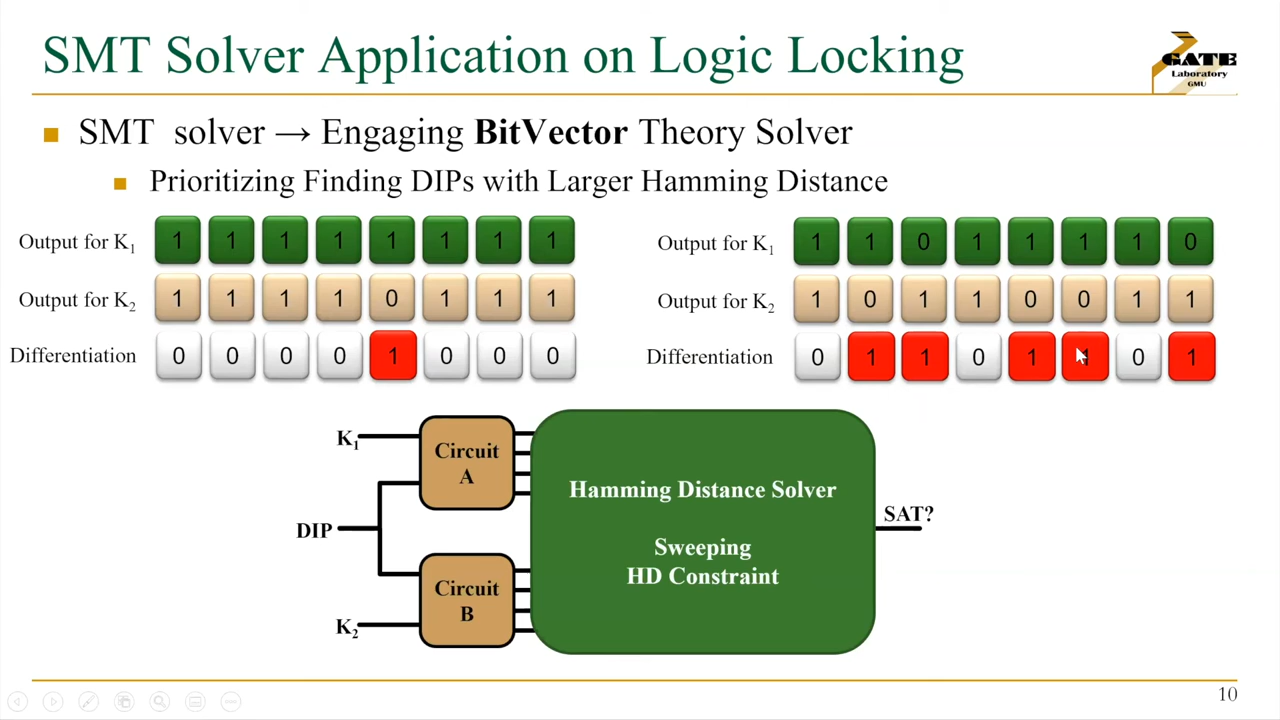 SMT Solver Application on Logic Locking
GATE
Laboratory
GMU
SMT solver → Engaging BitVector Theory Solver
Prioritizing Finding DIPs with Larger Hamming Distance
Output for K1 1 1 1 1 1 1 1 1
Output for K2 1 1 1 1 0 1 1 1
Differentiation 0 0 0 0 1 0 0 0
Output for K1 1 1 0 1 1 1 1 0
Output for K2 1 0 1 1 0 0 1 1
Differentiation 0 1 1 0 1 1 0 1
K1
Circuit
A
DIP
Circuit
B
K2
Hamming Distance Solver
Sweeping
HD Constraint
SAT?
10